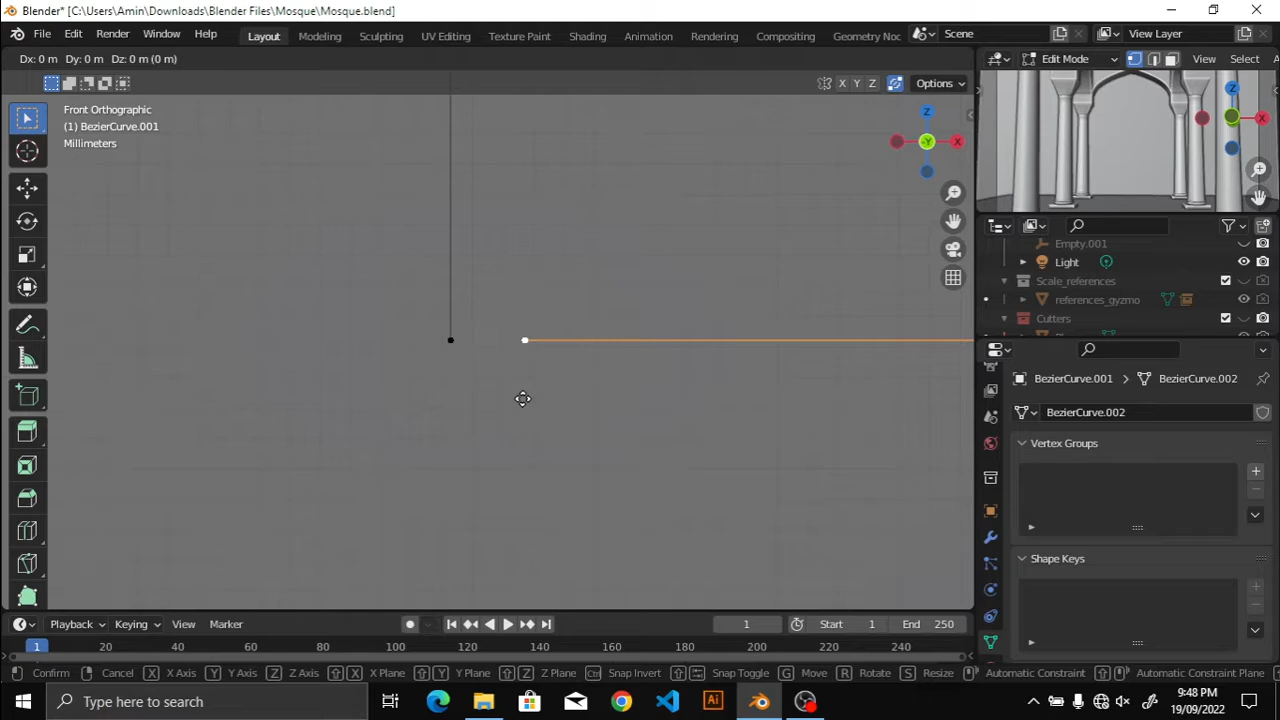 Blender* [C:\Users\Amin\Downloads\Blender Files\Mosque\Mosque.blend]
File Edit Render Window Help Layout Modeling Sculpting UV Editing Texture Paint Shading Animation Rendering Compositing Geometry Noc Scene View Layer
Dx: 0 m Dy: 0 m Dz: 0 m (0 m) Edit Mode View Select
X Y Z Options
Front Orthographic
(1) BezierCurve.001
Millimeters
Z
X
-Y
Z
X
Empty.001
Light
Scale_references
references_gyzmo
Cutters
BezierCurve.001 BezierCurve.002
BezierCurve.002
Vertex Groups
Shape Keys
Playback Keying View Marker 1 Start 1 End 250
1 20 40 60 80 100 120 140 160 180 200 220 240
Confirm Cancel X X Axis Y Y Axis Z Z Axis X X Plane Y Y Plane Z Z Plane Ctrl Snap Invert Snap Toggle G Move R Rotate S Resize Automatic Constraint Automatic Constraint Plane
Type here to search Ai 9:48 PM
19/09/2022